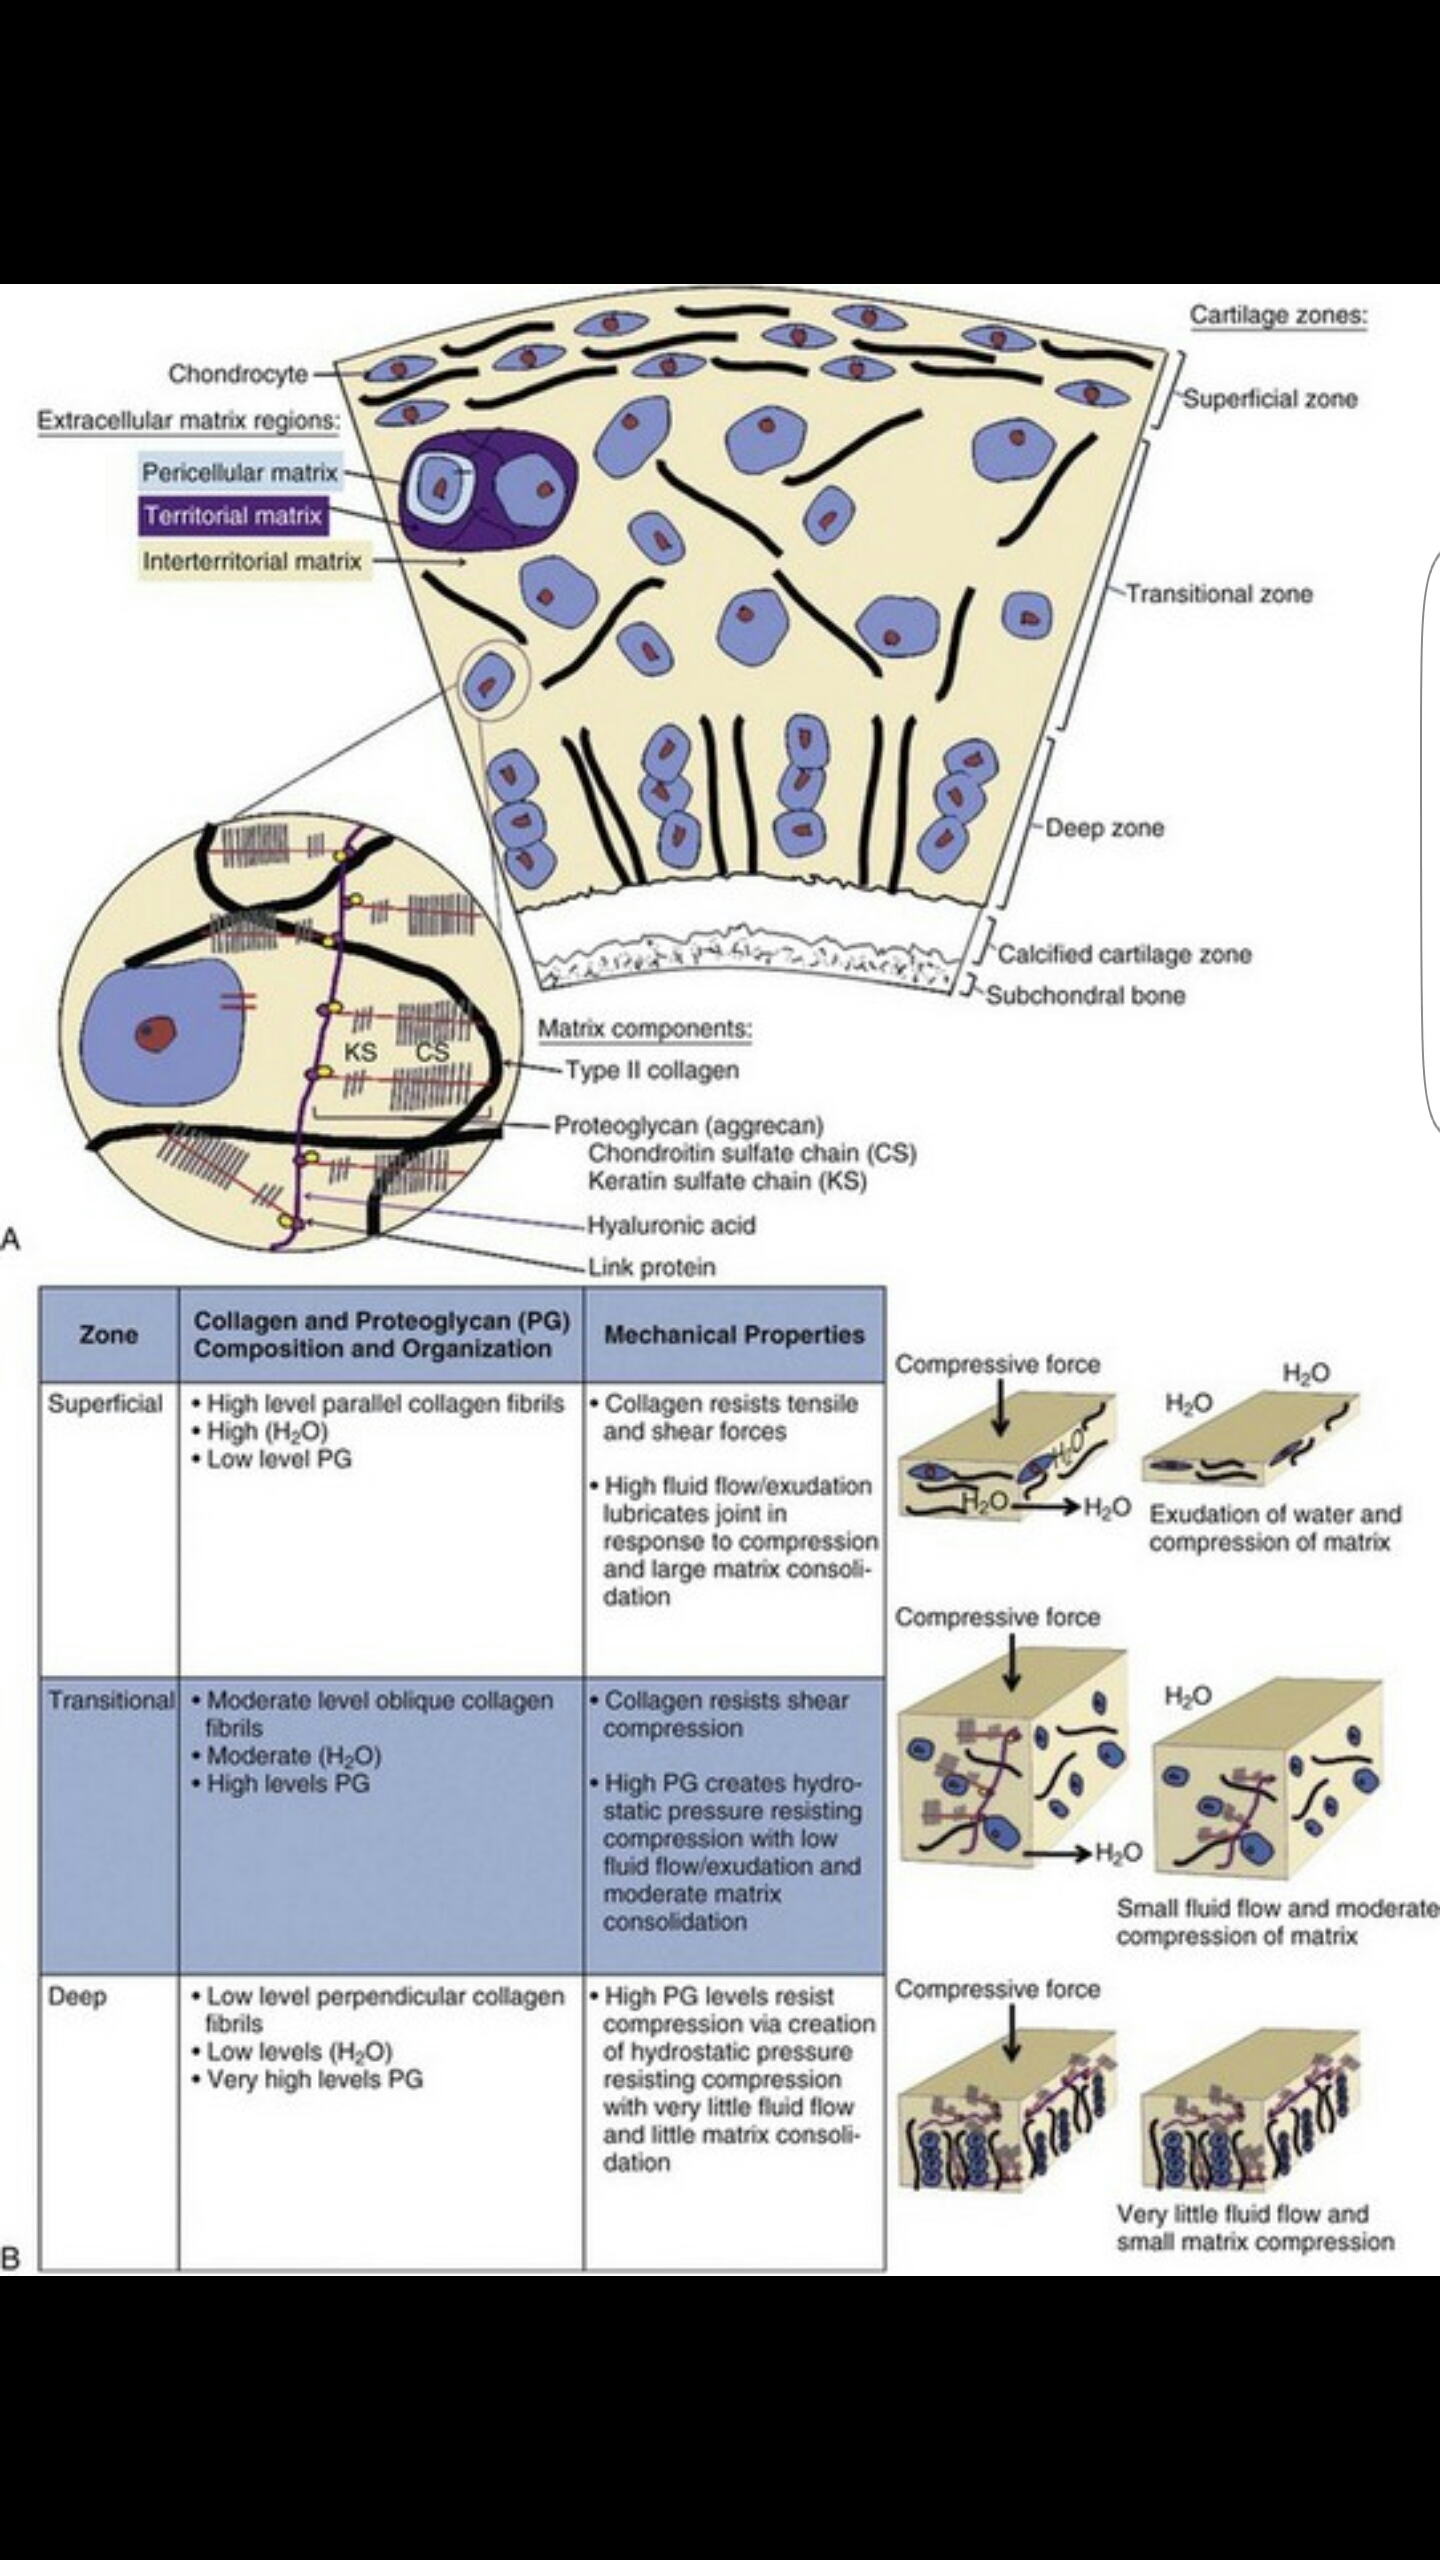 Cartilage zones:
Chondrocyte
Superficial zone
Extracellular matrix regions:
Pericellular matrix
Territorial matrix
Interterritorial matrix
Transitional zone
Deep zone
Calcified cartilage zone
Subchondral bone
Matrix components:
KS CS
Type II collagen
Proteoglycan (aggrecan)
Chondroitin sulfate chain (CS)
Keratin sulfate chain (KS)
Hyaluronic acid
Link protein
A
Zone
Collagen and Proteoglycan (PG)
Composition and Organization
Mechanical Properties
Superficial
• High level parallel collagen fibrils
• High (H₂O)
• Low level PG
• Collagen resists tensile
and shear forces
• High fluid flow/exudation
lubricates joint in
response to compression
and large matrix consoli-
dation
Compressive force
H₂O
H₂O
H₂O
H₂O
H₂O
Exudation of water and
compression of matrix
Transitional
• Moderate level oblique collagen
fibrils
• Moderate (H₂O)
• High levels PG
• Collagen resists shear
compression
• High PG creates hydro-
static pressure resisting
compression with low
fluid flow/exudation and
moderate matrix
consolidation
Compressive force
H₂O
H₂O
Small fluid flow and moderate
compression of matrix
Deep
• Low level perpendicular collagen
fibrils
• Low levels (H₂O)
• Very high levels PG
• High PG levels resist
compression via creation
of hydrostatic pressure
resisting compression
with very little fluid flow
and little matrix consoli-
dation
Compressive force
Very little fluid flow and
small matrix compression
B